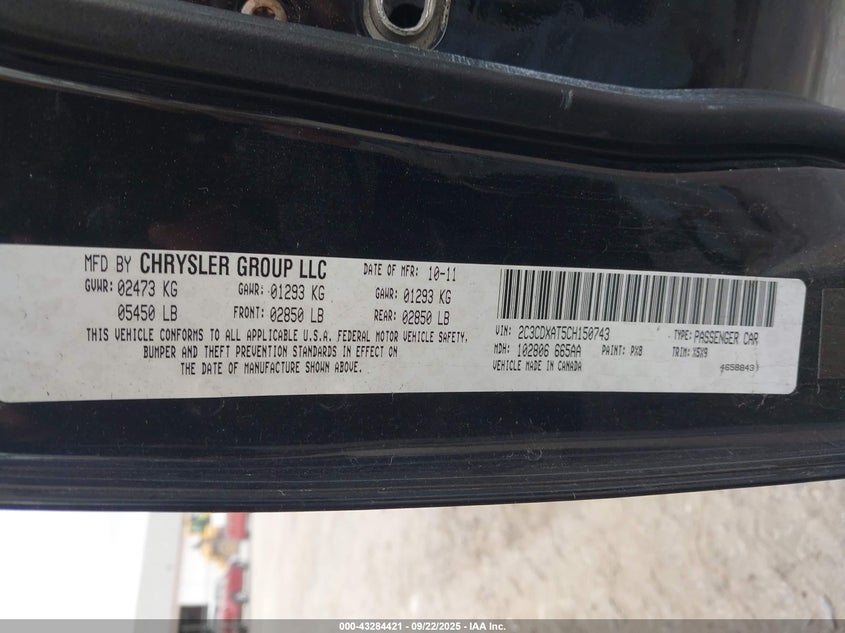 MFD BY CHRYSLER GROUP LLC DATE OF MFR: 10-11
GVWR: 02473 KG GAWR: 01293 KG GAWR: 01293 KG
05450 LB FRONT: 02850 LB REAR: 02850 LB
THIS VEHICLE CONFORMS TO ALL APPLICABLE U.S.A. FEDERAL MOTOR VEHICLE SAFETY,
BUMPER AND THEFT PREVENTION STANDARDS IN EFFECT ON
THE DATE OF MANUFACTURE SHOWN ABOVE.
VIN: 2C3CDXAT5CH150743 TYPE: PASSENGER CAR
MDH: 102806 665AA PAINT: PX8 TRIM: X5X9
VEHICLE MADE IN CANADA 46588431
000-43284421 - 09/22/2025 - IAA Inc.